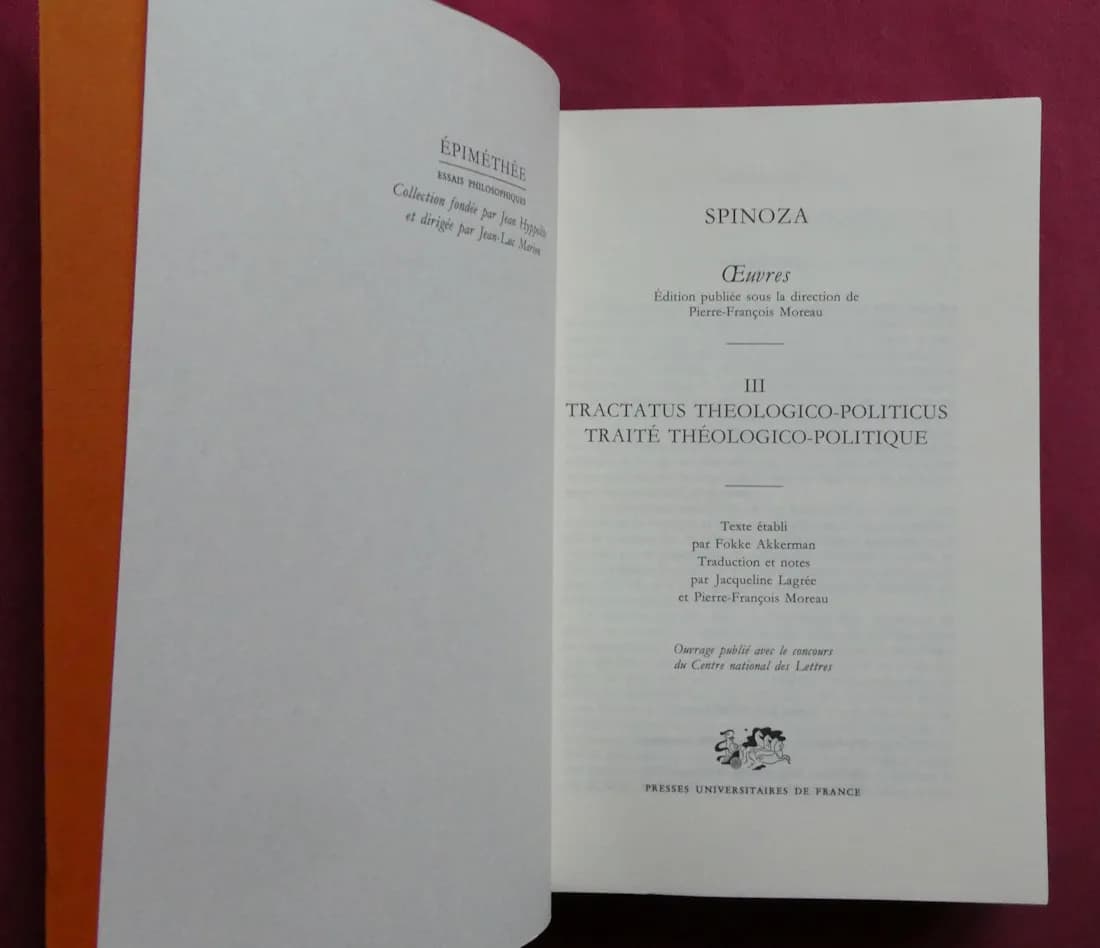 ÉPIMÉTHÉE
ESSAIS PHILOSOPHIQUES
Collection fondée par Jean Hyppolite
et dirigée par Jean-Luc Marion
SPINOZA
Œuvres
Édition publiée sous la direction de
Pierre-François Moreau
III
TRACTATUS THEOLOGICO-POLITICUS
TRAITÉ THÉOLOGICO-POLITIQUE
Texte établi
par Fokke Akkerman
Traduction et notes
par Jacqueline Lagrée
et Pierre-François Moreau
Ouvrage publié avec le concours
du Centre national des Lettres
PRESSES UNIVERSITAIRES DE FRANCE